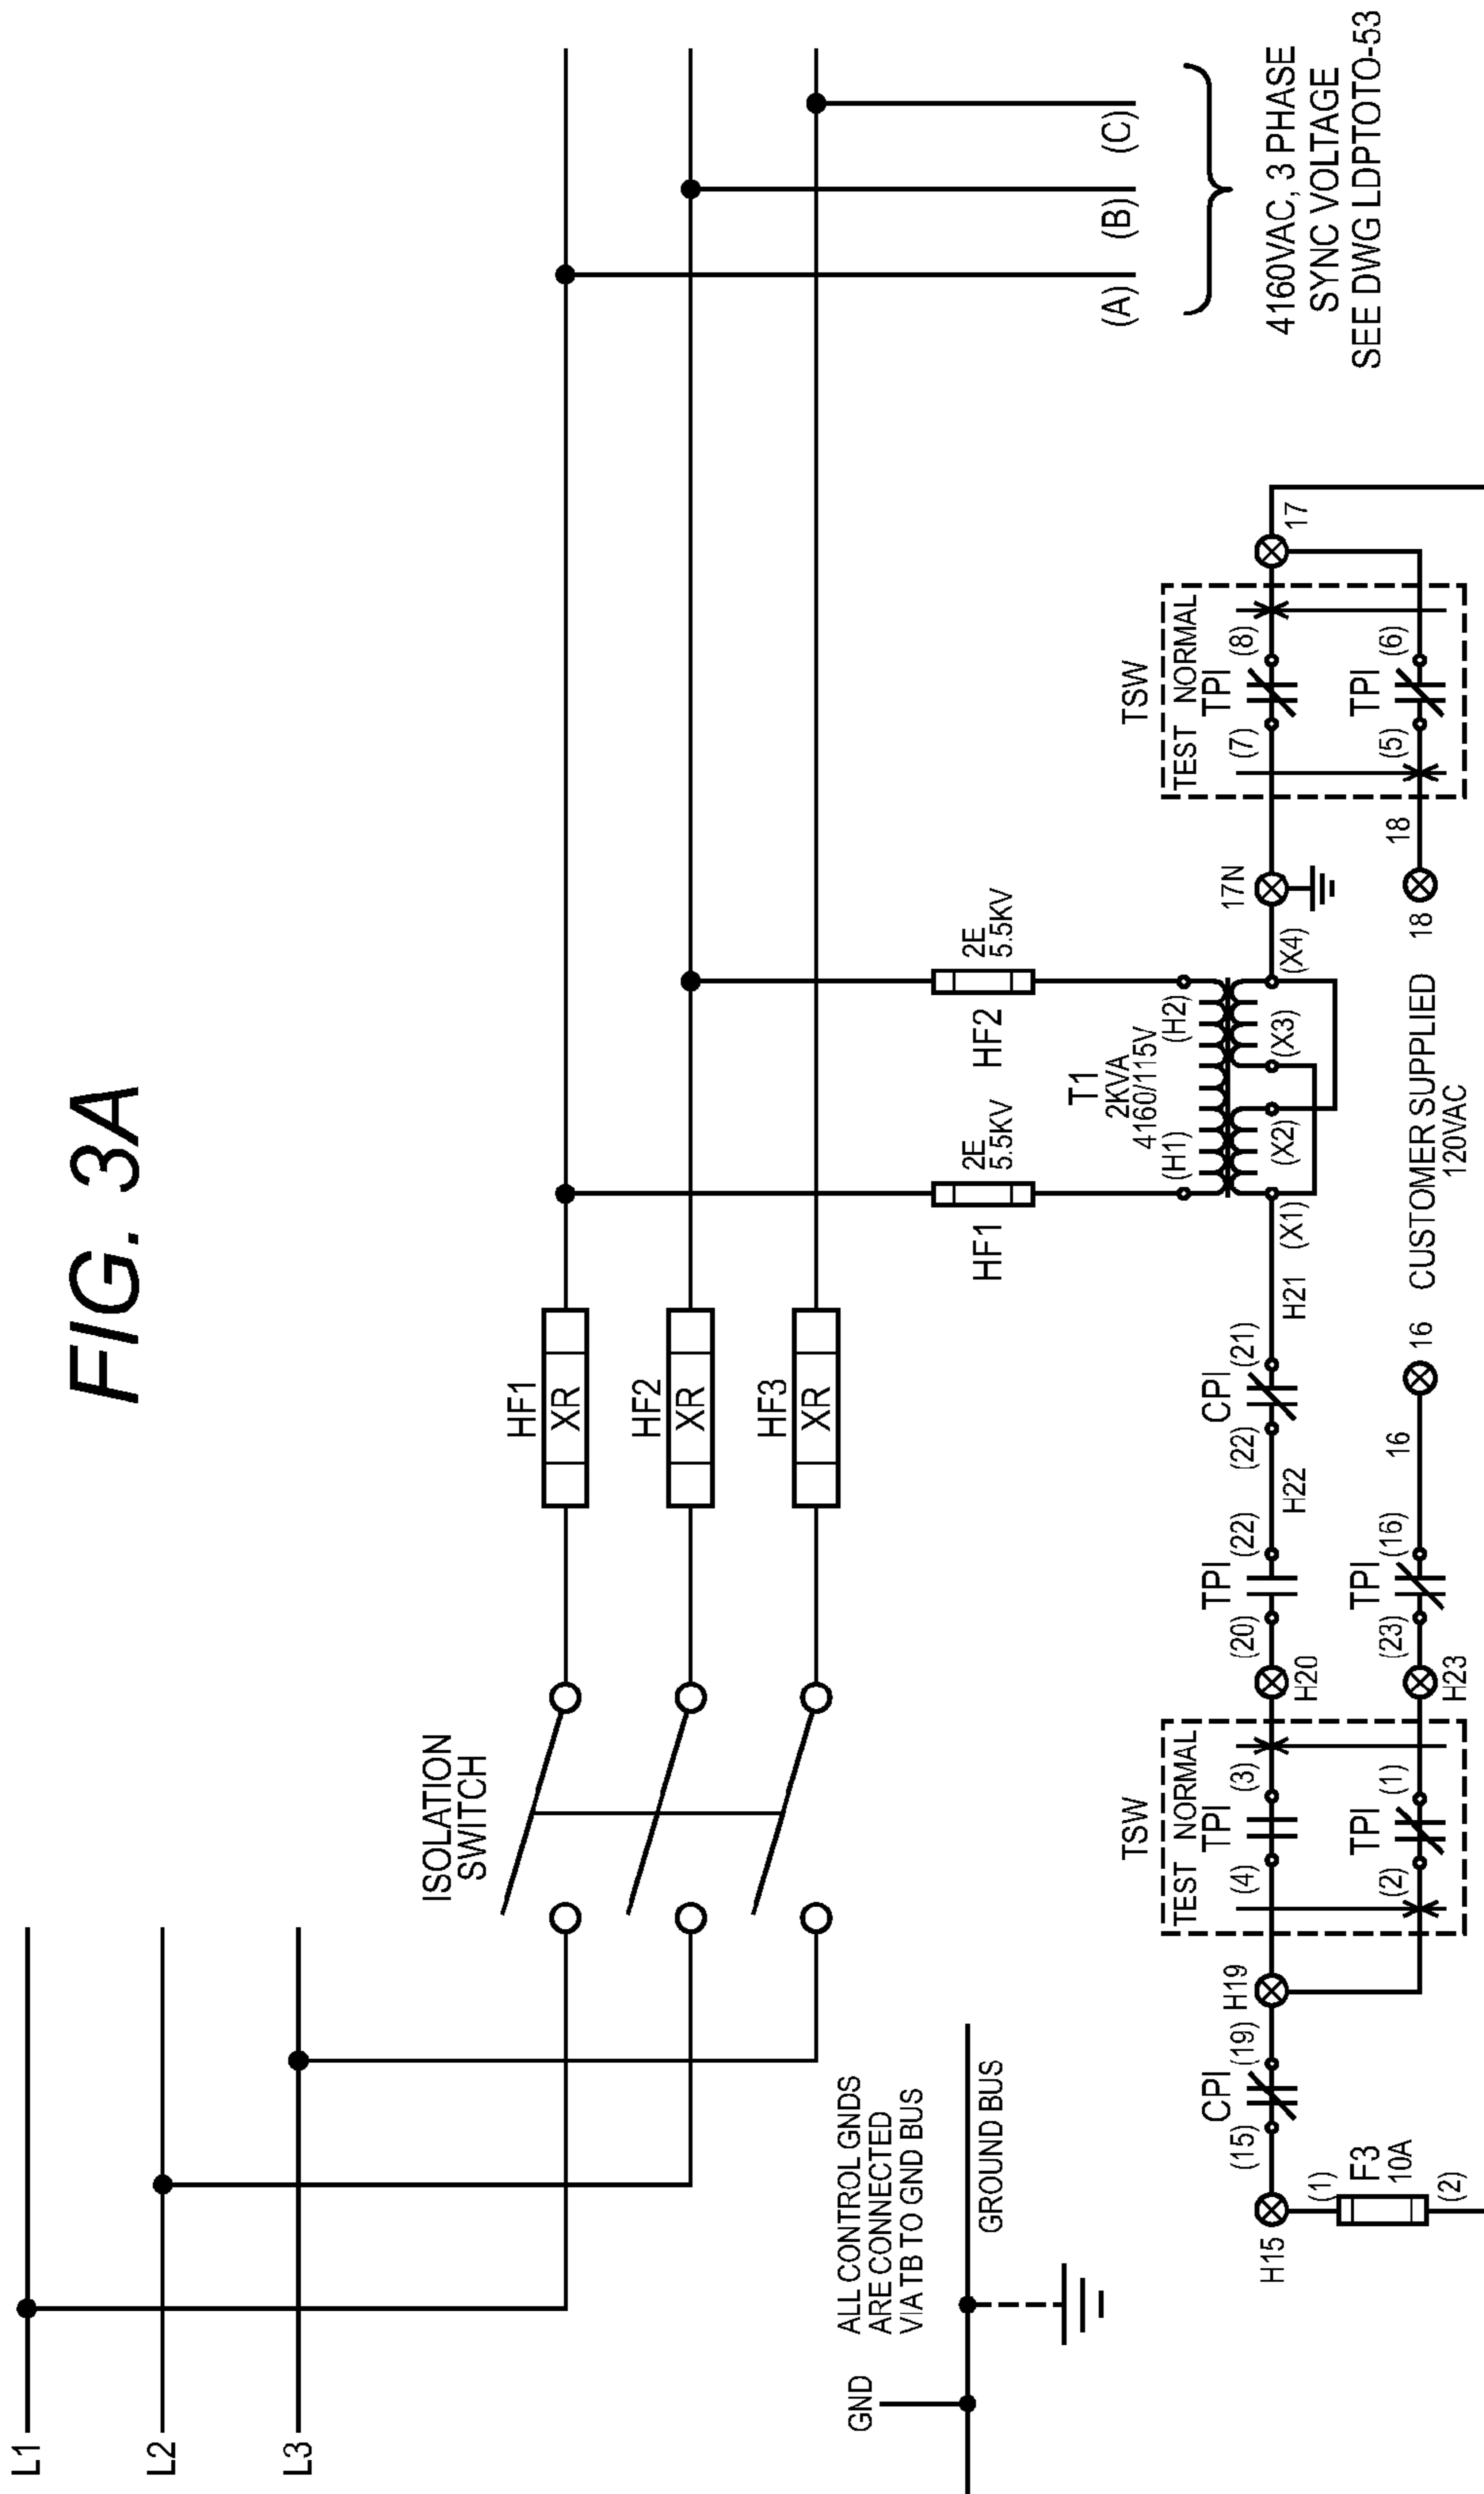 FIG. 3A
L1
L2
L3
ISOLATION
SWITCH
HF1
XR
HF2
XR
HF3
XR
(A)
(B)
(C)
4160VAC, 3 PHASE
SYNC VOLTAGE
SEE DWG LDPTOTO-53
GND
ALL CONTROL GNDS
ARE CONNECTED
VIA TB TO GND BUS
GROUND BUS
HF1
2E
5.5KV
HF2
2E
5.5KV
T1
2KVA
4160/115V
(H1)
(H2)
(X1)
(X2)
(X3)
(X4)
H15
(15)
CPI
(19)
H19
TSW
TEST NORMAL
(4)
TPI
(3)
H20
(20)
TPI
(22)
H22
(22)
CPI
(21)
H21
17N
TSW
TEST NORMAL
(7)
TPI
(8)
17
(1)
F3
10A
(2)
(2)
TPI
(1)
H23
(23)
TPI
(16)
16
16
CUSTOMER SUPPLIED
120VAC
18
18
(5)
TPI
(6)